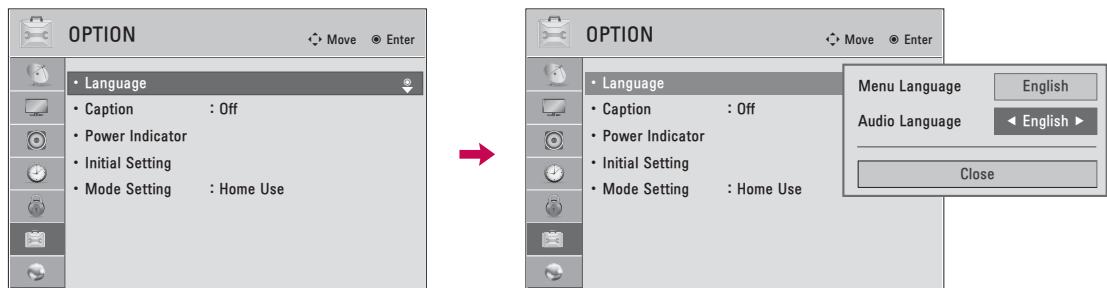 OPTION
Move Enter
• Language
• Caption : Off
• Power Indicator
• Initial Setting
• Mode Setting : Home Use
OPTION
Move Enter
• Language
• Caption : Off
• Power Indicator
• Initial Setting
• Mode Setting : Home Use
Menu Language English
Audio Language ◄ English ►
Close